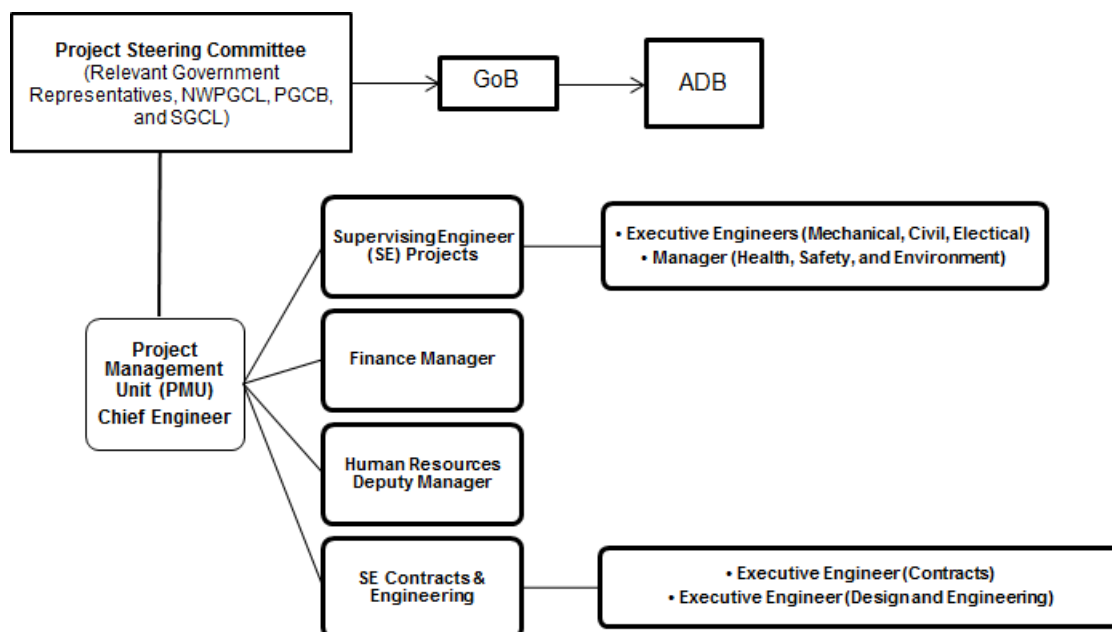 Project Steering Committee
(Relevant Government
Representatives, NWPGCL, PGCB,
and SGCL)
GoB
ADB
Supervising Engineer
(SE) Projects
• Executive Engineers (Mechanical, Civil, Electical)
• Manager (Health, Safety, and Environment)
Project
Management
Unit (PMU)
Chief Engineer
Finance Manager
Human Resources
Deputy Manager
SE Contracts &
Engineering
• Executive Engineer (Contracts)
• Executive Engineer (Design and Engineering)